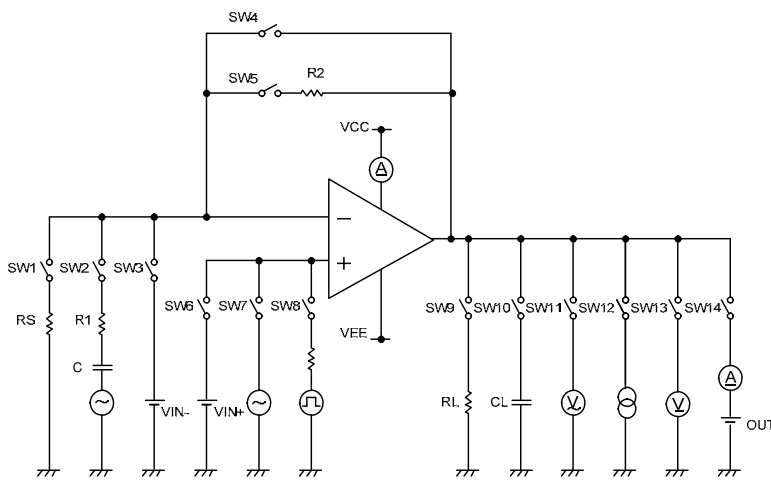 SW4
SW5
R2
VCC
A
SW1
SW2
SW3
SW6
SW7
SW8
SW9
SW10
SW11
SW12
SW13
SW14
RS
R1
C
VEE
VIN-
VIN+
RL
CL
V
V
A
OUT